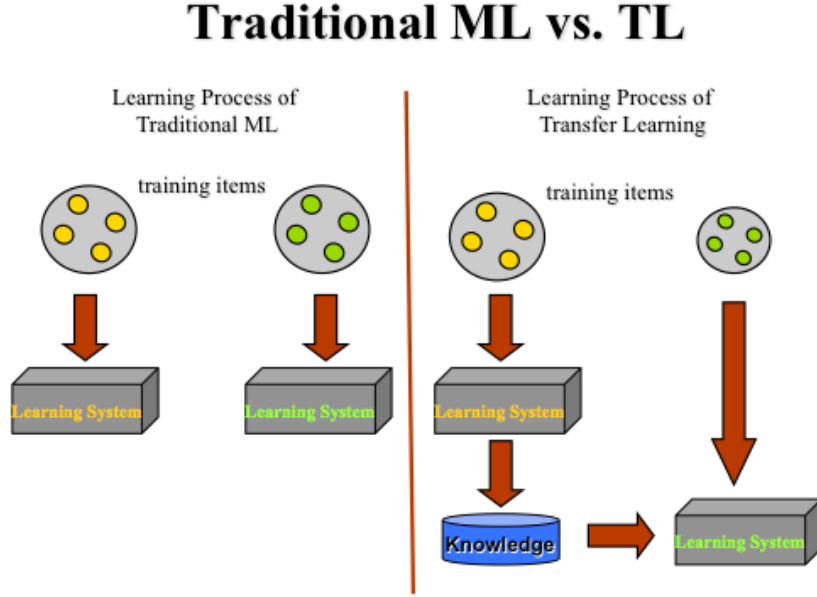 Traditional ML vs. TL
Learning Process of
Traditional ML
training items
Learning System
Learning System
Learning Process of
Transfer Learning
training items
Learning System
Knowledge
Learning System